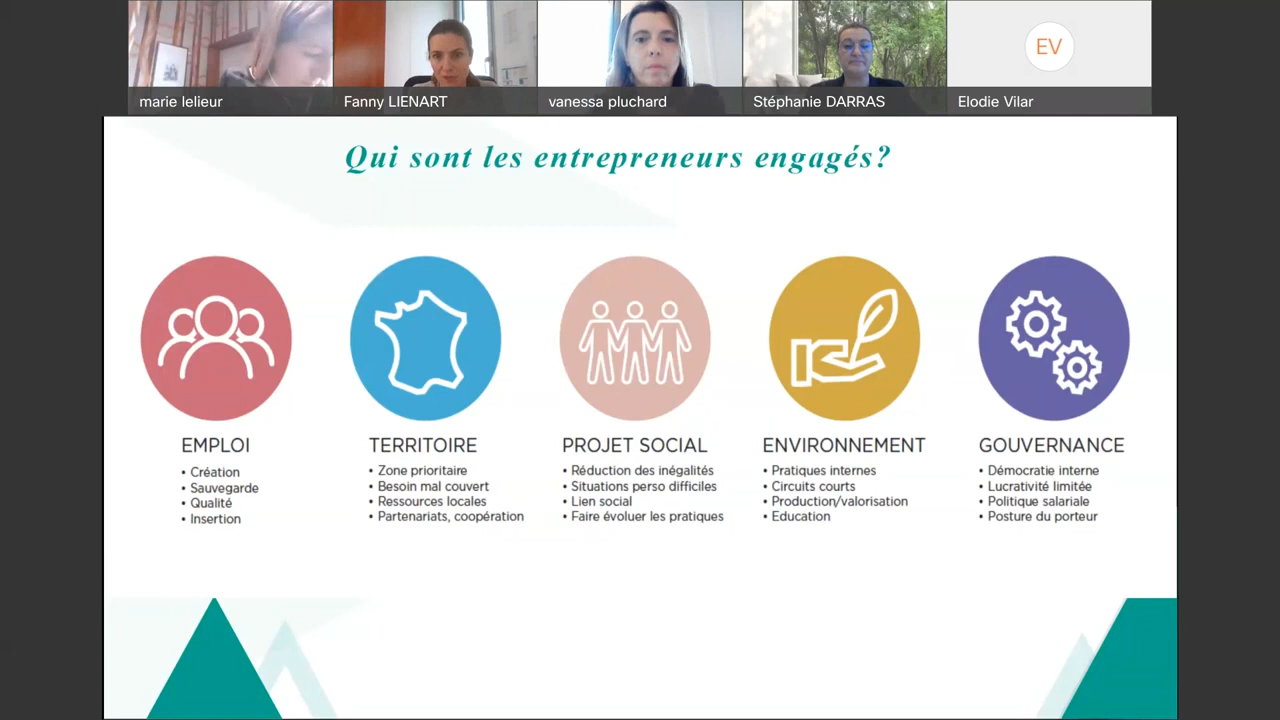 marie lelieur
Fanny LIENART
vanessa pluchard
Stéphanie DARRAS
EV
Elodie Vilar
Qui sont les entrepreneurs engagés?
EMPLOI
• Création
• Sauvegarde
• Qualité
• Insertion
TERRITOIRE
• Zone prioritaire
• Besoin mal couvert
• Ressources locales
• Partenariats, coopération
PROJET SOCIAL
• Réduction des inégalités
• Situations perso difficiles
• Lien social
• Faire évoluer les pratiques
ENVIRONNEMENT
• Pratiques internes
• Circuits courts
• Production/valorisation
• Education
GOUVERNANCE
• Démocratie interne
• Lucrativité limitée
• Politique salariale
• Posture du porteur